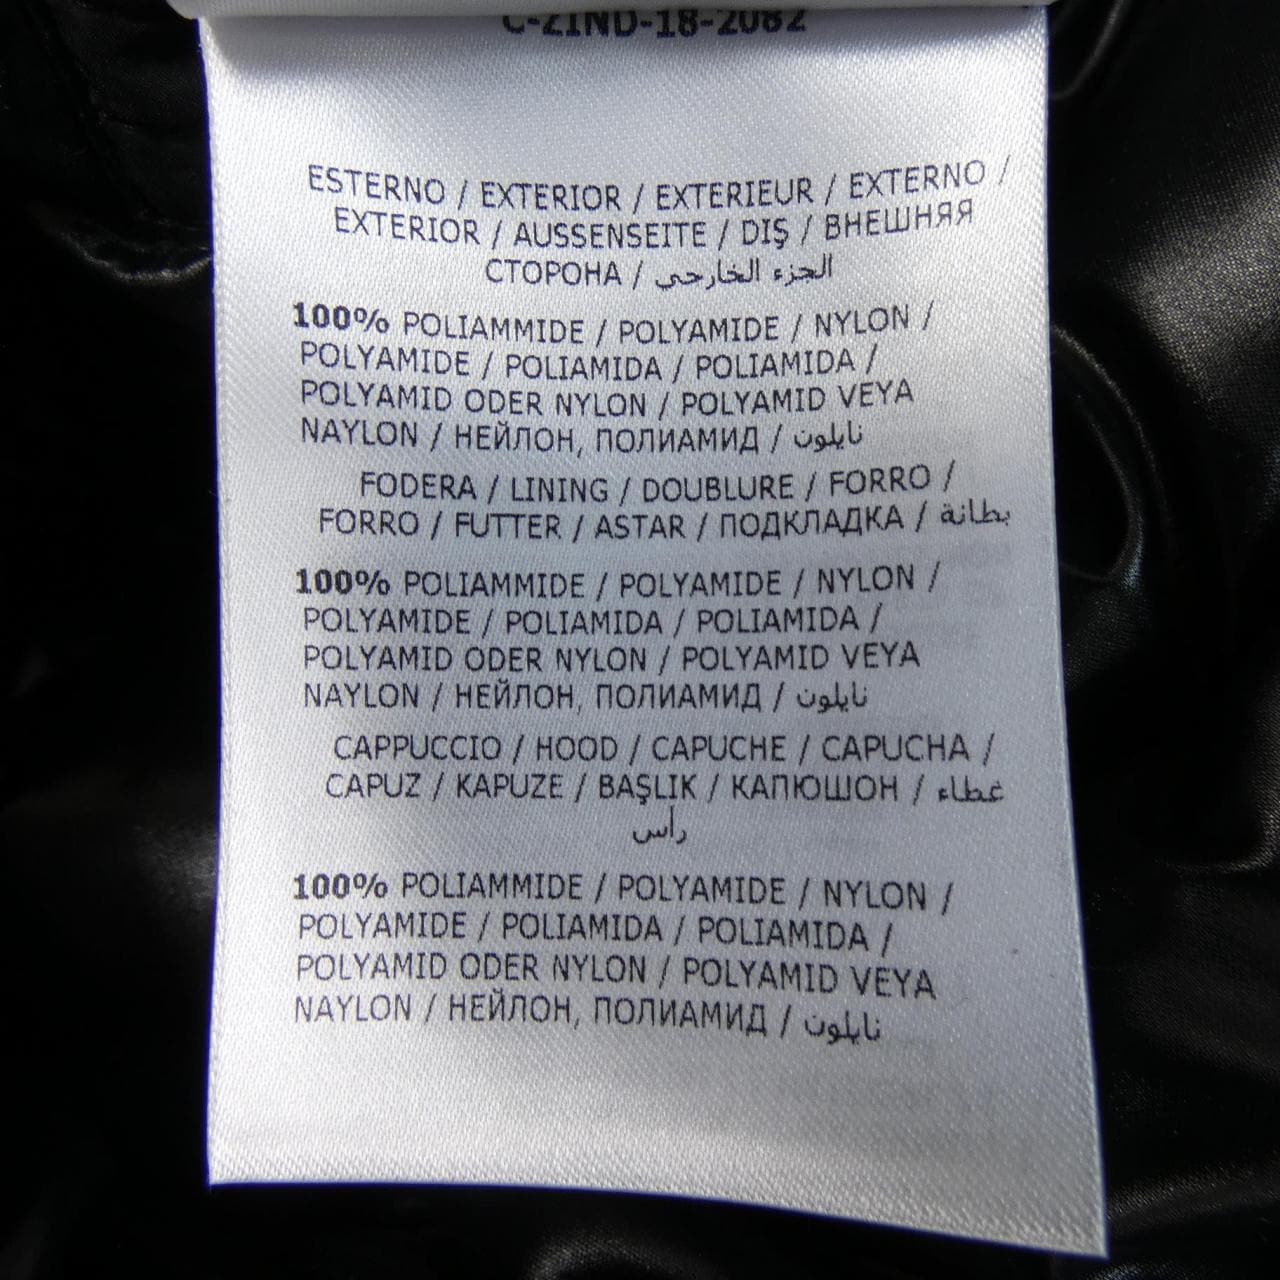 C-ZIND-18-2082
ESTERNO / EXTERIOR / EXTERIEUR / EXTERNO /
EXTERIOR / AUSSENSEITE / DIŞ / ВНЕШНЯЯ
СТОРОНА / الجزء الخارجي
100% POLIAMMIDE / POLYAMIDE / NYLON /
POLYAMIDE / POLIAMIDA / POLIAMIDA /
POLYAMID ODER NYLON / POLYAMID VEYA
NAYLON / НЕЙЛОН, ПОЛИАМИД / نايلون
FODERA / LINING / DOUBLURE / FORRO /
FORRO / FUTTER / ASTAR / ПОДКЛАДКА / بطانة
100% POLIAMMIDE / POLYAMIDE / NYLON /
POLYAMIDE / POLIAMIDA / POLIAMIDA /
POLYAMID ODER NYLON / POLYAMID VEYA
NAYLON / НЕЙЛОН, ПОЛИАМИД / نايلون
CAPPUCCIO / HOOD / CAPUCHE / CAPUCHA /
CAPUZ / KAPUZE / BAŞLIK / КАПЮШОН / غطاء
رأس
100% POLIAMMIDE / POLYAMIDE / NYLON /
POLYAMIDE / POLIAMIDA / POLIAMIDA /
POLYAMID ODER NYLON / POLYAMID VEYA
NAYLON / НЕЙЛОН, ПОЛИАМИД / نايلون